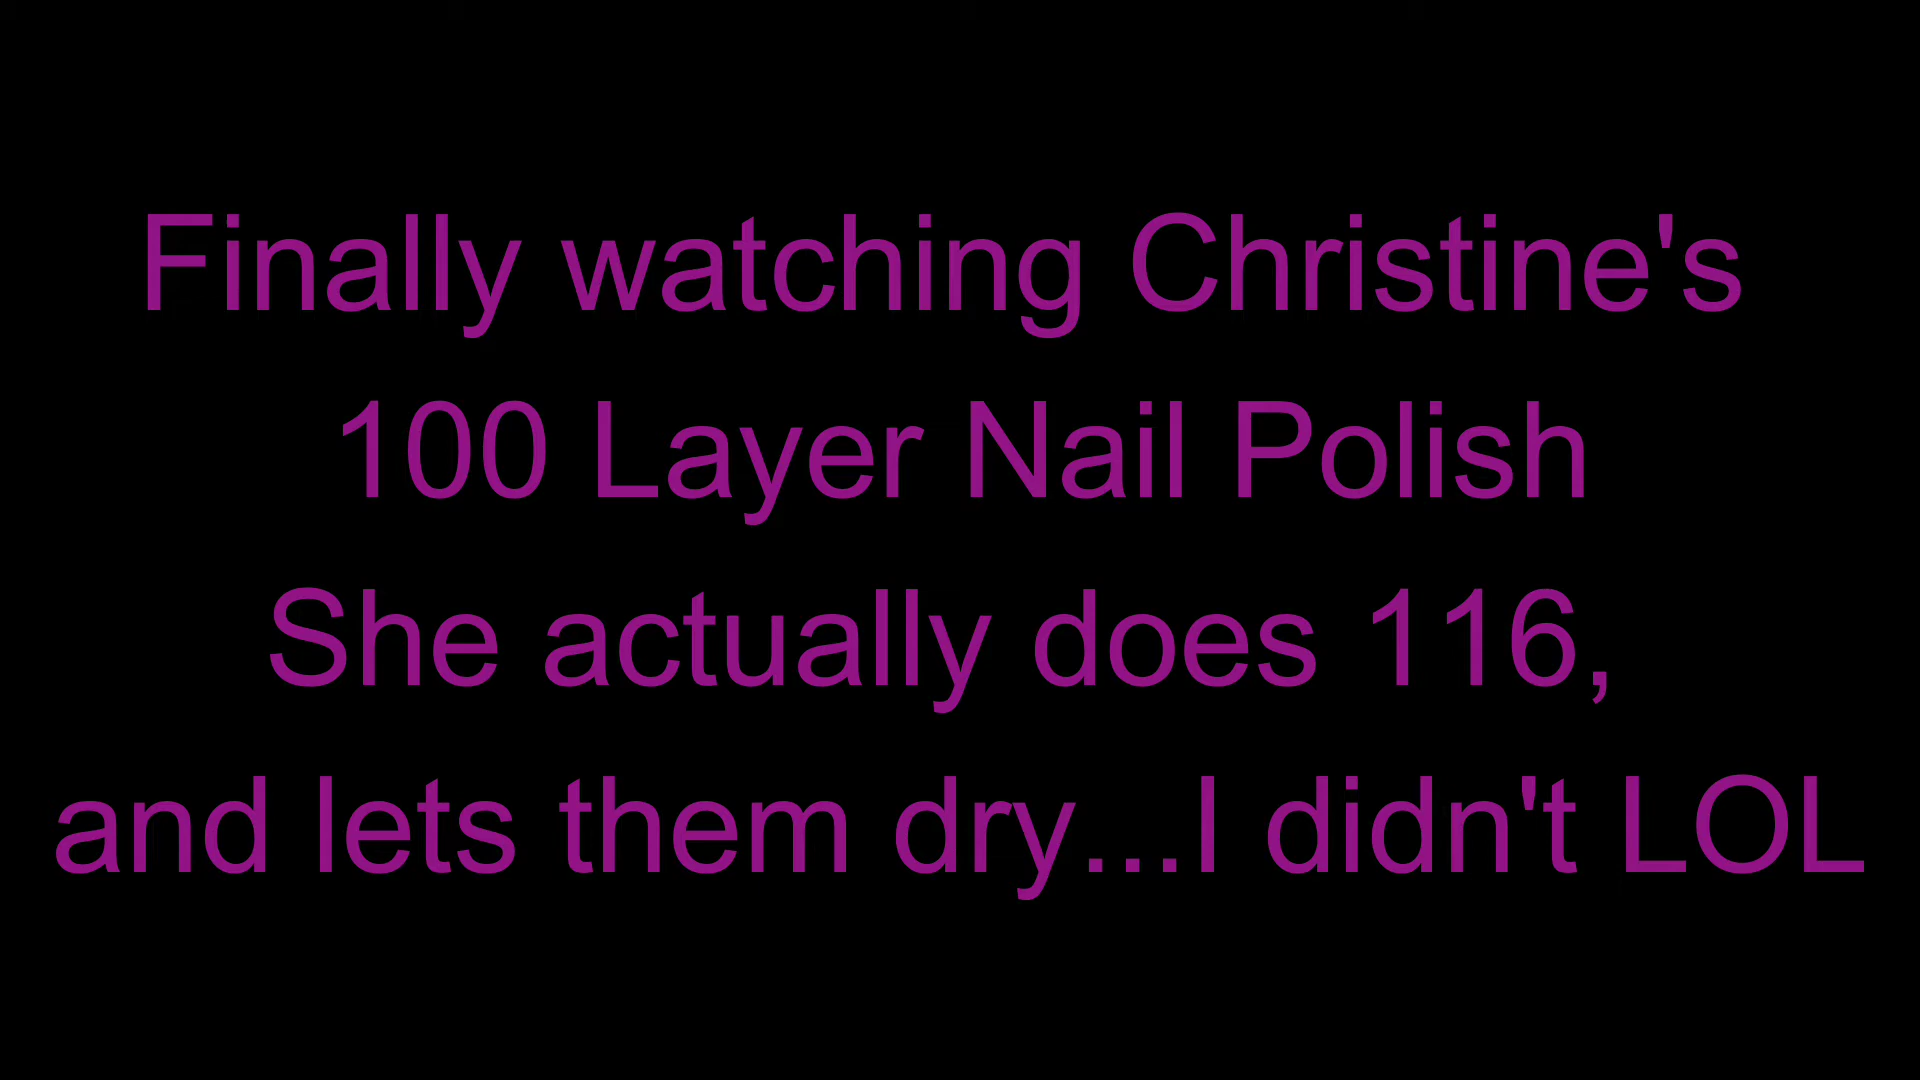 Finally watching Christine's
100 Layer Nail Polish
She actually does 116,
and lets them dry...I didn't LOL